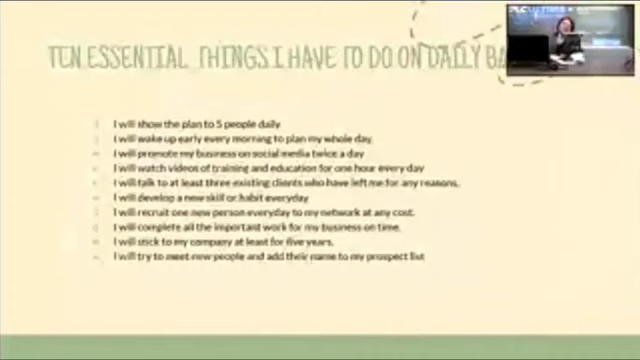 TEN ESSENTIAL THINGS I HAVE TO DO ON DAILY
I will show the plan to 5 people daily
I will wake up early every morning to plan my whole day
I will promote my business on social media twice a day
I will watch videos of training and education for one hour every day
I will talk to at least three existing clients who have left me for any reasons.
I will develop a new skill or habit everyday
I will recruit one new person everyday to my network at any cost.
I will complete all the important work for my business on time.
I will stick to my company at least for five years.
I will try to meet new people and add their name to my prospect list